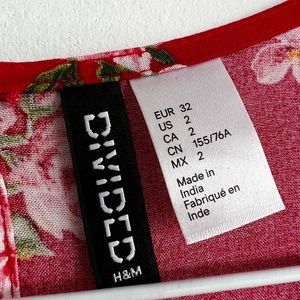 DIVIDED
H&M
EUR 32
US 2
CA 2
CN 155/76A
MX 2
Made in
India
Fabriqué en
Inde